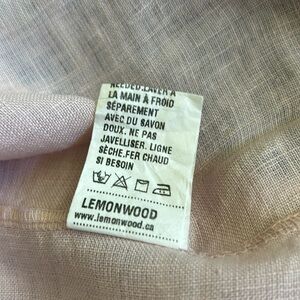 NEEDED.LAVER À
LA MAIN À FROID
SÉPAREMENT
AVEC DU SAVON
DOUX. NE PAS
JAVELLISER. LIGNE
SÈCHE.FER CHAUD
SI BESOIN
LEMONWOOD
www.lemonwood.ca